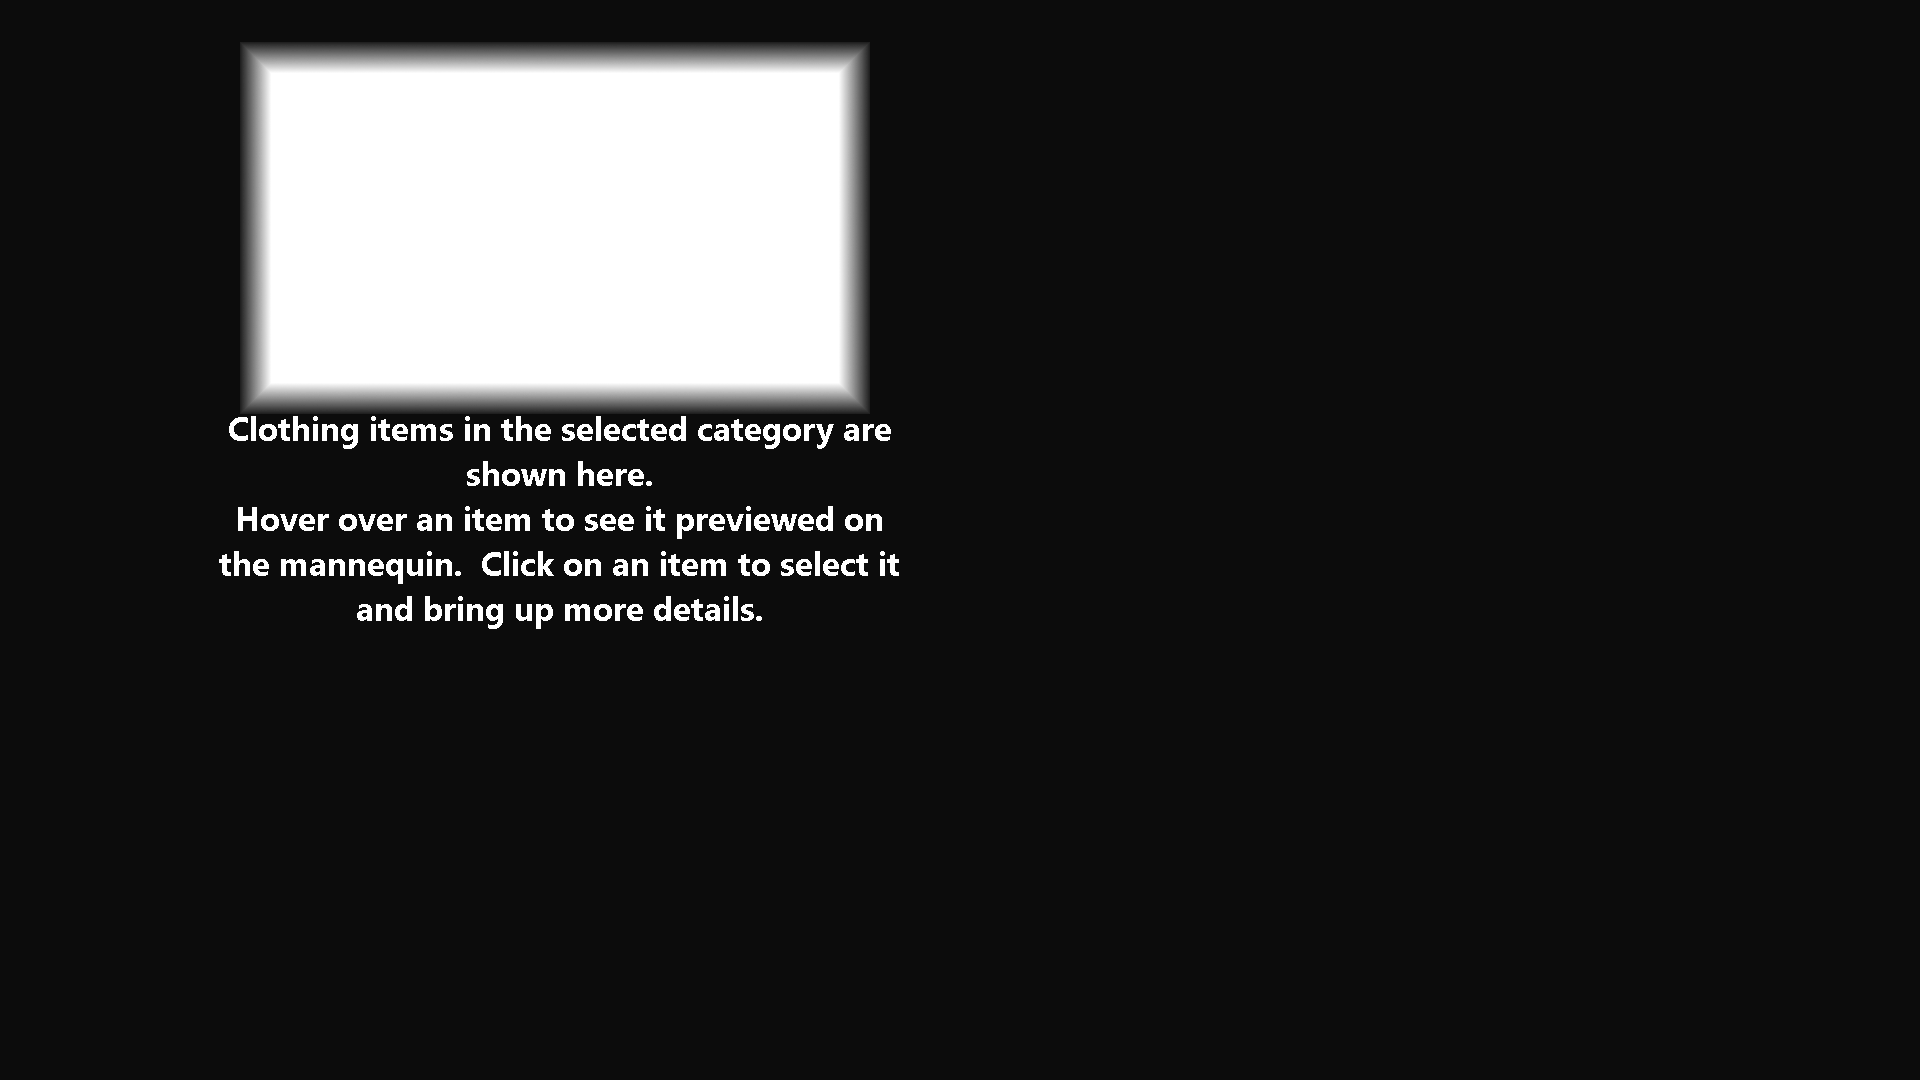 Clothing items in the selected category are
shown here.
Hover over an item to see it previewed on
the mannequin.  Click on an item to select it
and bring up more details.